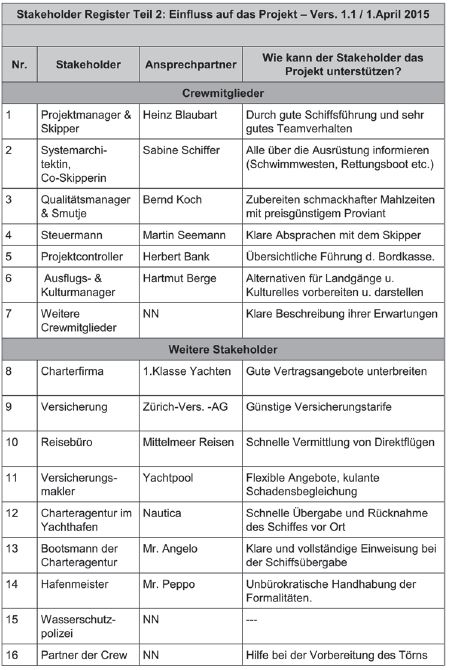 Stakeholder Register Teil 2: Einfluss auf das Projekt – Vers. 1.1 / 1.April 2015
Nr. Stakeholder Ansprechpartner Wie kann der Stakeholder das
Projekt unterstützen?
Crewmitglieder
1 Projektmanager & Heinz Blaubart Durch gute Schiffsführung und sehr
Skipper gutes Teamverhalten
2 Systemarchi- Sabine Schiffer Alle über die Ausrüstung informieren
tektin, (Schwimmwesten, Rettungsboot etc.)
Co-Skipperin
3 Qualitätsmanager Bernd Koch Zubereiten schmackhafter Mahlzeiten
& Smutje mit preisgünstigem Proviant
4 Steuermann Martin Seemann Klare Absprachen mit dem Skipper
5 Projektcontroller Herbert Bank Übersichtliche Führung d. Bordkasse.
6 Ausflugs- & Hartmut Berge Alternativen für Landgänge u.
Kulturmanager Kulturelles vorbereiten u. darstellen
7 Weitere NN Klare Beschreibung ihrer Erwartungen
Crewmitglieder
Weitere Stakeholder
8 Charterfirma 1.Klasse Yachten Gute Vertragsangebote unterbreiten
9 Versicherung Zürich-Vers. -AG Günstige Versicherungstarife
10 Reisebüro Mittelmeer Reisen Schnelle Vermittlung von Direktflügen
11 Versicherungs- Yachtpool Flexible Angebote, kulante
makler Schadensbegleichung
12 Charteragentur im Nautica Schnelle Übergabe und Rücknahme
Yachthafen des Schiffes vor Ort
13 Bootsmann der Mr. Angelo Klare und vollständige Einweisung bei
Charteragentur der Schiffsübergabe
14 Hafenmeister Mr. Peppo Unbürokratische Handhabung der
Formalitäten.
15 Wasserschutz- NN ---
polizei
16 Partner der Crew NN Hilfe bei der Vorbereitung des Törns